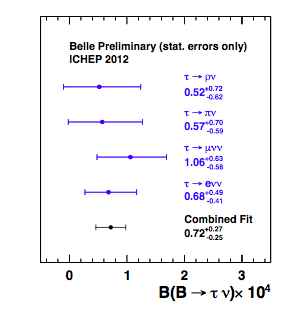 Belle Preliminary (stat. errors only)
ICHEP 2012
τ → ρν
0.52+0.72 -0.62
τ → πν
0.57+0.70 -0.59
τ → μνν
1.06+0.63 -0.58
τ → eνν
0.68+0.49 -0.41
Combined Fit
0.72+0.27 -0.25
0 1 2 3
B(B → τ ν)× 10⁴